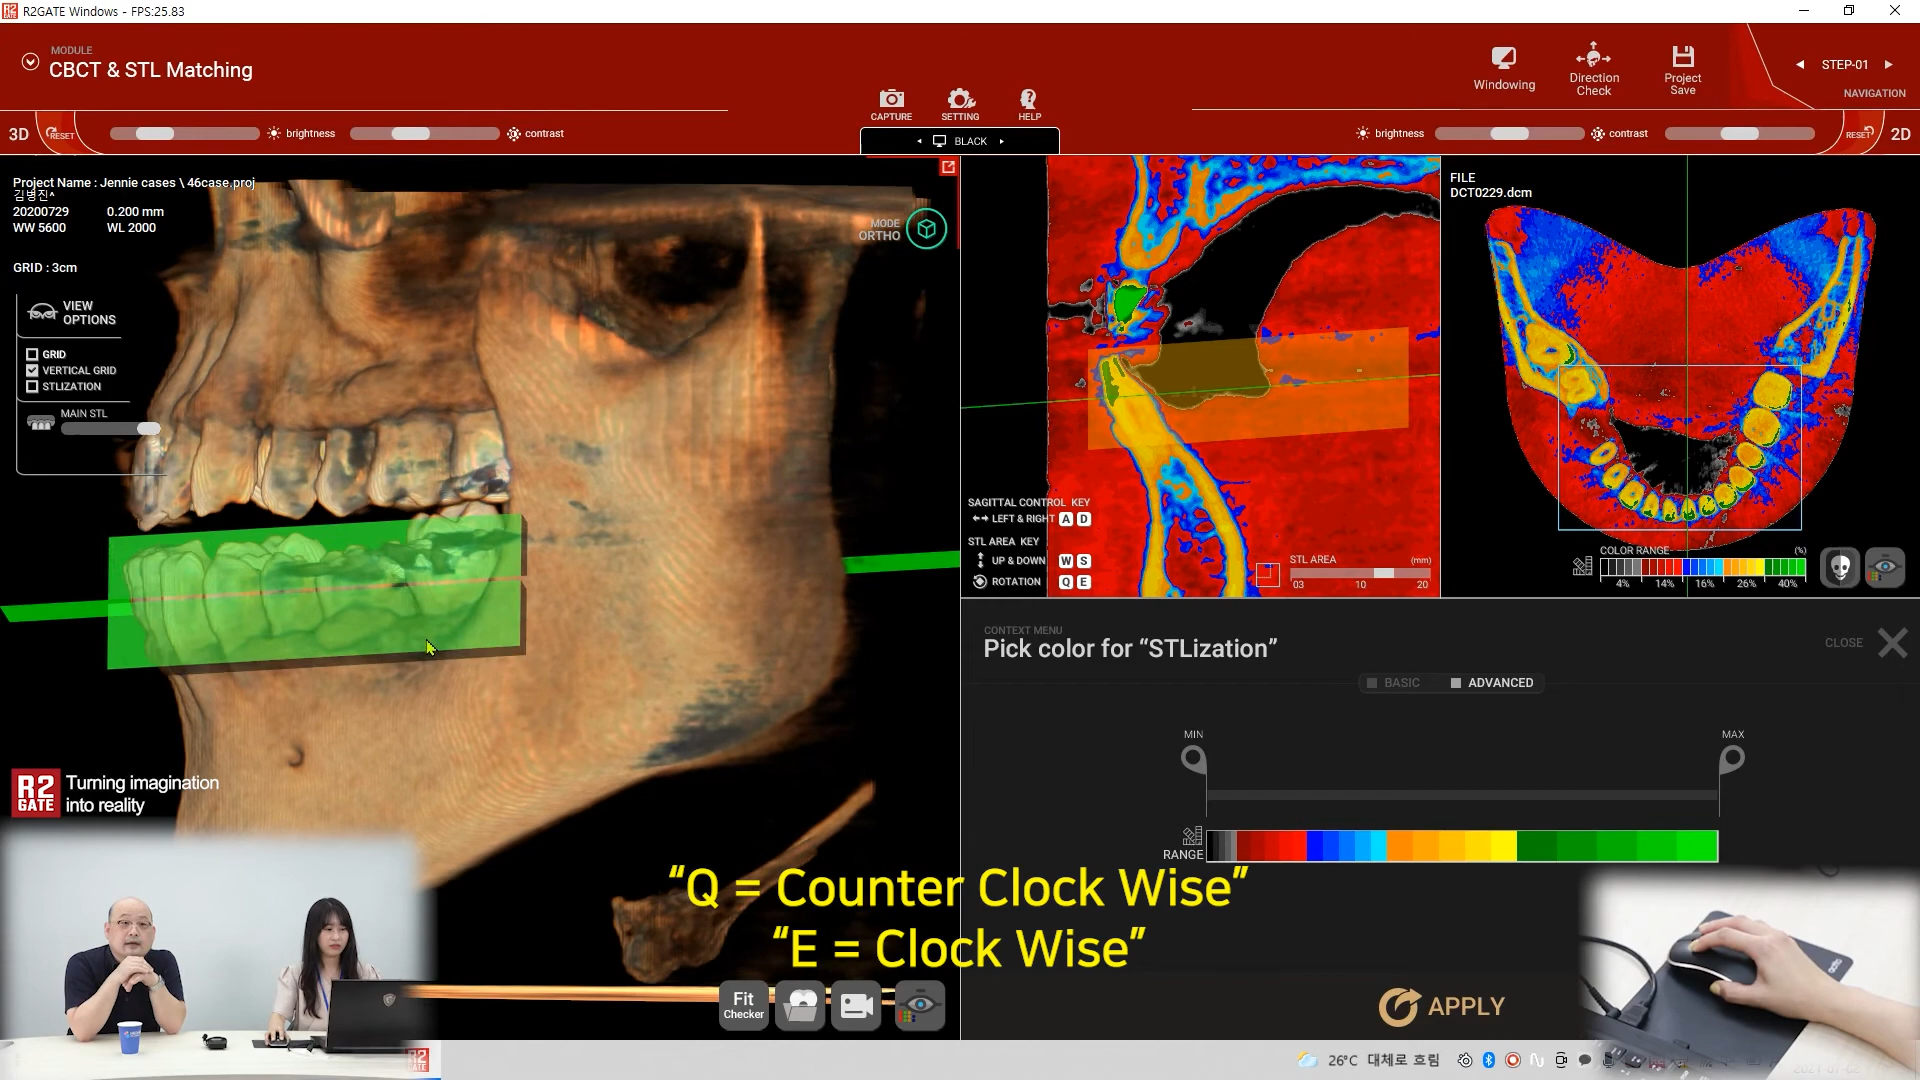 R2GATE Windows - FPS:25.83
MODULE
CBCT & STL Matching
Windowing
Direction Check
Project Save
STEP-01
NAVIGATION
CAPTURE
SETTING
HELP
3D
RESET
brightness
contrast
BLACK
brightness
contrast
RESET
2D
Project Name : Jennie cases \ 46case.proj
김병진^
20200729 0.200 mm
WW 5600 WL 2000
GRID : 3cm
MODE
ORTHO
VIEW
OPTIONS
GRID
VERTICAL GRID
STLIZATION
MAIN STL
FILE
DCT0229.dcm
SAGITTAL CONTROL KEY
LEFT & RIGHT A D
STL AREA KEY
UP & DOWN W S
ROTATION Q E
STL AREA (mm)
03 10 20
COLOR RANGE (%)
4% 14% 16% 26% 40%
CONTEXT MENU
Pick color for “STLization”
CLOSE
BASIC
ADVANCED
MIN
MAX
RANGE
R2
GATE
Turning imagination
into reality
“Q = Counter Clock Wise”
“E = Clock Wise”
Fit
Checker
APPLY
R2
26°C 대체로 흐림